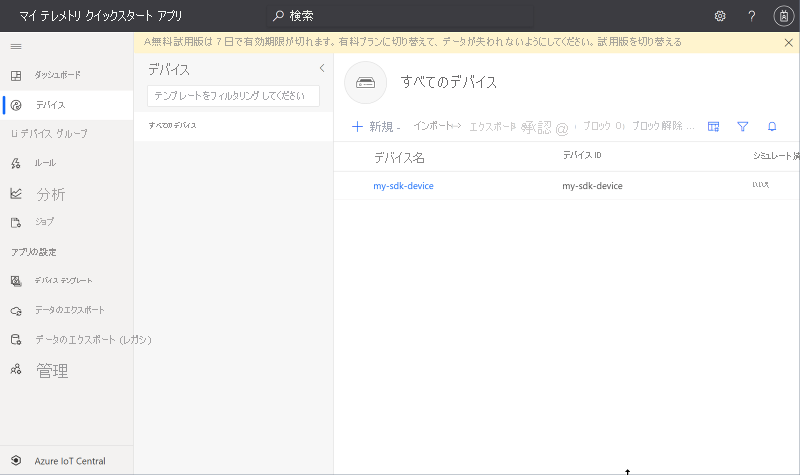 マイ テレメトリ クイックスタート アプリ
検索
?
A無料試用版は 7 日で有効期限が切れます。有料プランに切り替えて、データが失われないようにしてください。試用版を切り替える
ダッシュボード
デバイス
Li デバイス グループ
ルール
分析
ジョブ
アプリの設定
デバイス テンプレート
データのエクスポート
データのエクスポート (レガシ)
管理
Azure IoT Central
デバイス
テンプレートをフィルタリング してください
すべてのデバイス
すべてのデバイス
+ 新規 -
インポート
エクスポート
承認 @
ブロック
ブロック解除 ...
デバイス名
デバイス ID
シミュレート済
my-sdk-device
my-sdk-device